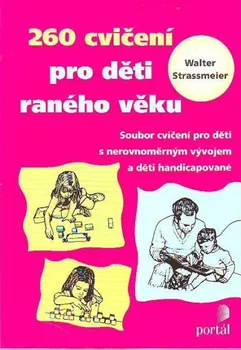 260 cvičení
pro děti
raného věku
Walter
Strassmeier
Soubor cvičení pro děti
s nerovnoměrným vývojem
a děti handicapované
portál